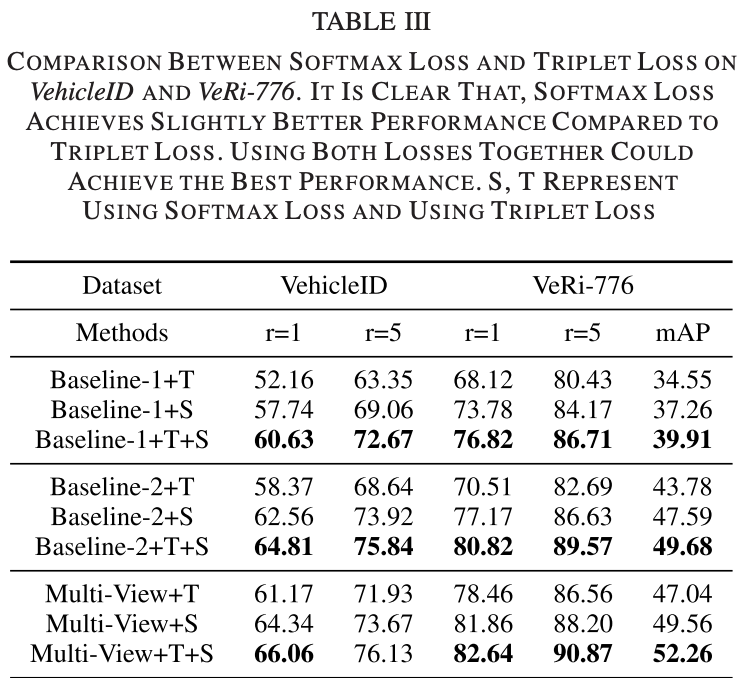 TABLE III
COMPARISON BETWEEN SOFTMAX LOSS AND TRIPLET LOSS ON
VehicleID AND VeRi-776. IT IS CLEAR THAT, SOFTMAX LOSS
ACHIEVES SLIGHTLY BETTER PERFORMANCE COMPARED TO
TRIPLET LOSS. USING BOTH LOSSES TOGETHER COULD
ACHIEVE THE BEST PERFORMANCE. S, T REPRESENT
USING SOFTMAX LOSS AND USING TRIPLET LOSS
Dataset VehicleID VeRi-776
Methods r=1 r=5 r=1 r=5 mAP
Baseline-1+T 52.16 63.35 68.12 80.43 34.55
Baseline-1+S 57.74 69.06 73.78 84.17 37.26
Baseline-1+T+S 60.63 72.67 76.82 86.71 39.91
Baseline-2+T 58.37 68.64 70.51 82.69 43.78
Baseline-2+S 62.56 73.92 77.17 86.63 47.59
Baseline-2+T+S 64.81 75.84 80.82 89.57 49.68
Multi-View+T 61.17 71.93 78.46 86.56 47.04
Multi-View+S 64.34 73.67 81.86 88.20 49.56
Multi-View+T+S 66.06 76.13 82.64 90.87 52.26